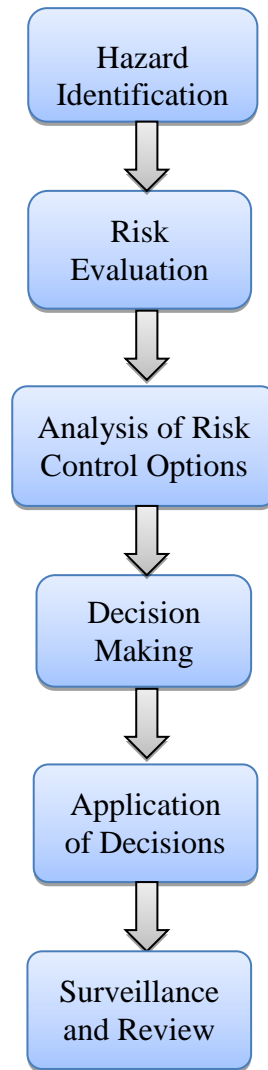 Hazard
Identification
Risk
Evaluation
Analysis of Risk
Control Options
Decision
Making
Application
of Decisions
Surveillance
and Review